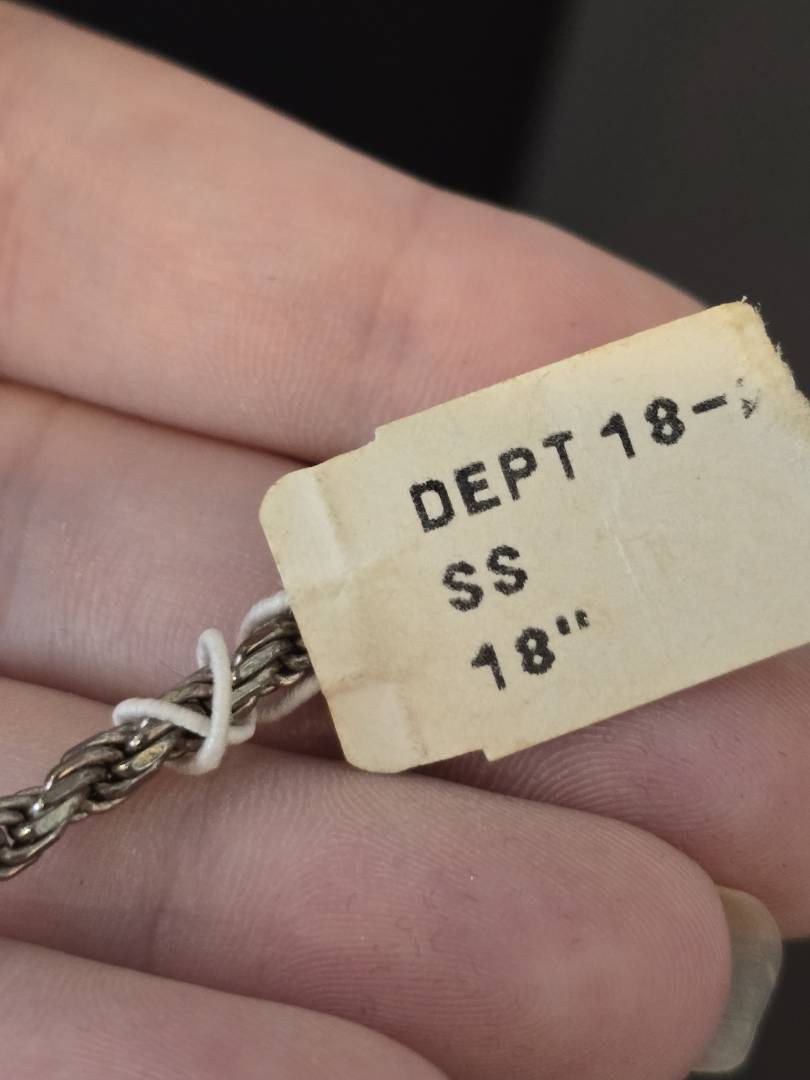 DEPT 18-
SS
18"